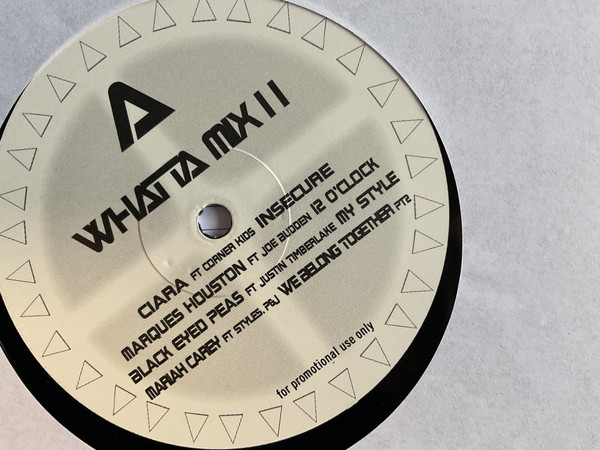 A
WHATTA MIX 11
CIARA FT CORNER KIDS INSECURE
MARQUES HOUSTON FT JOE BUDDEN 12 O'CLOCK
BLACK EYED PEAS FT JUSTIN TIMBERLAKE MY STYLE
MARIAH CAREY FT STYLES, P&J WE BELONG TOGETHER PT2
for promotional use only